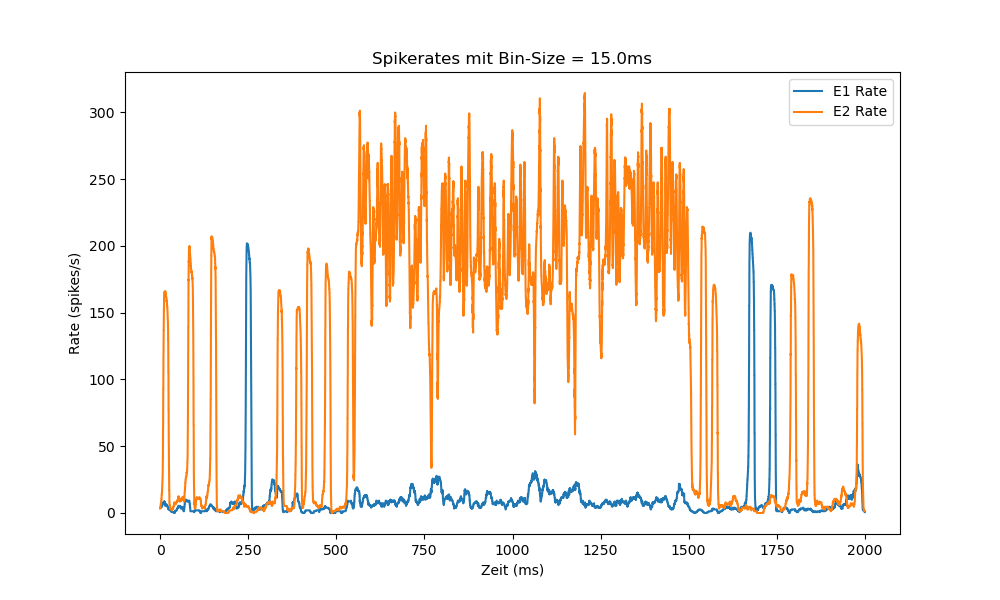 Spikerates mit Bin-Size = 15.0ms
E1 Rate
E2 Rate
Rate (spikes/s)
300
250
200
150
100
50
0
0 250 500 750 1000 1250 1500 1750 2000
Zeit (ms)